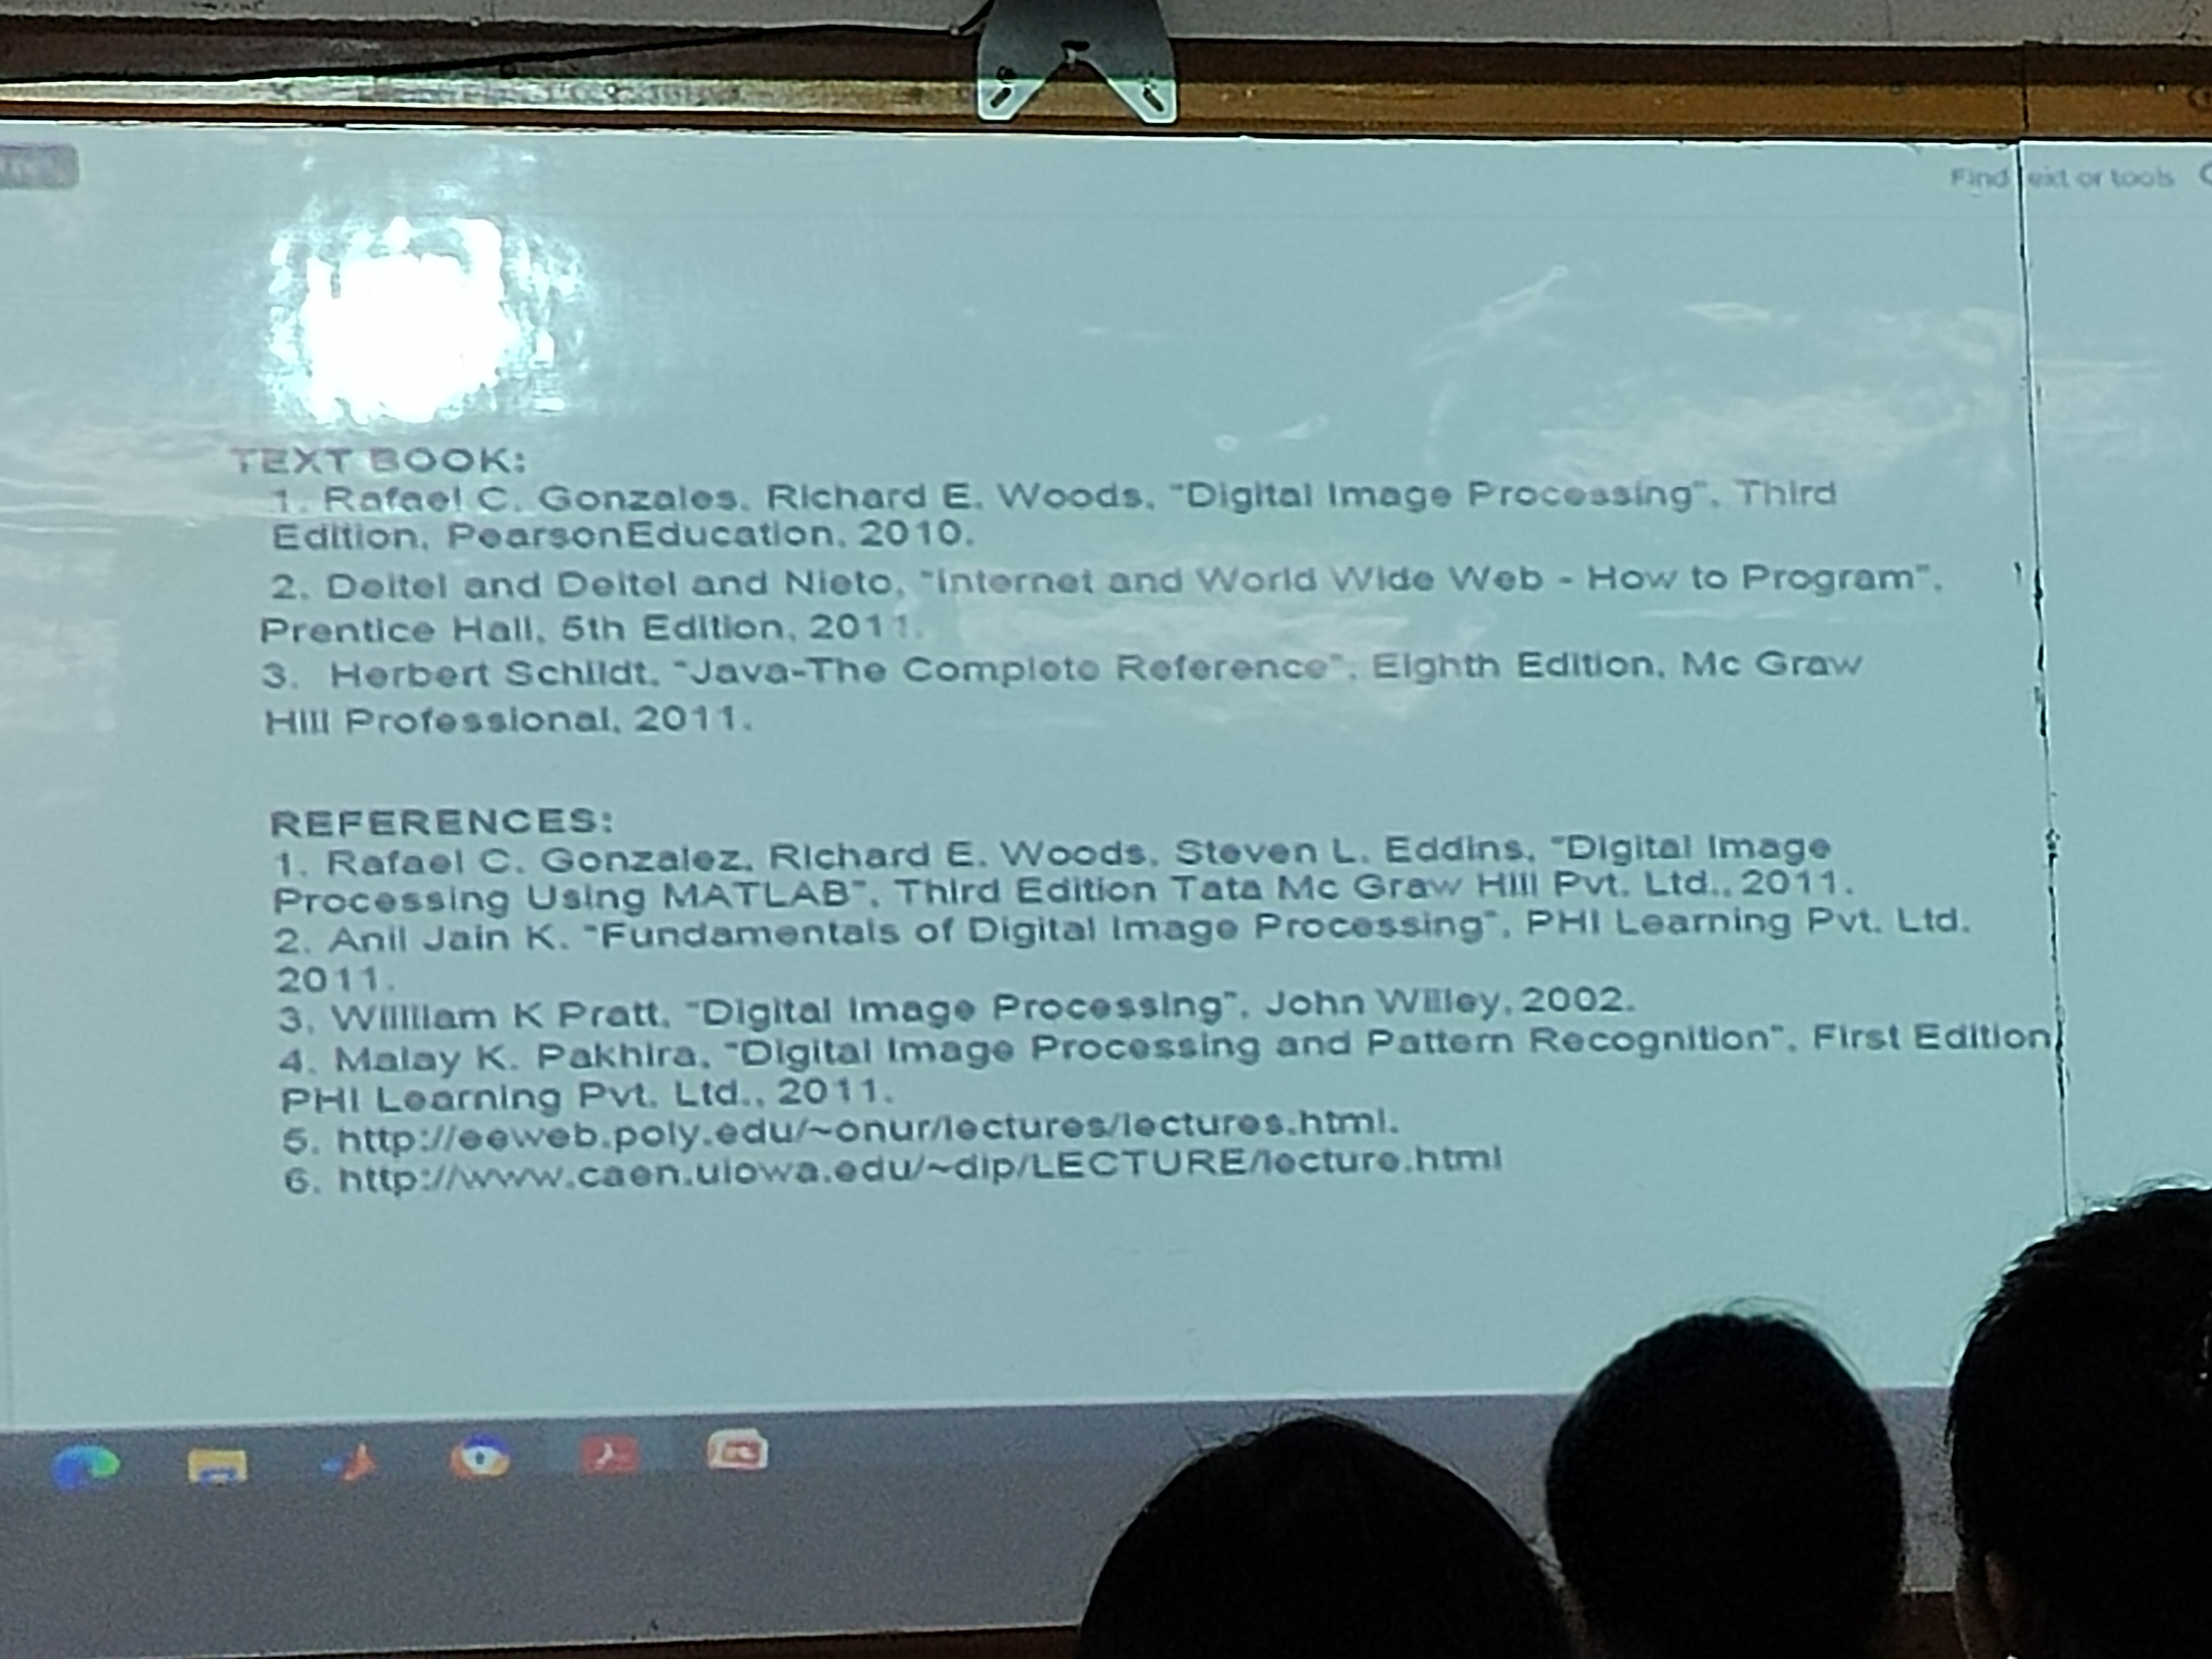 Find text or tools
TEXT BOOK:
1. Rafael C. Gonzales, Richard E. Woods, "Digital Image Processing", Third
Edition, PearsonEducation, 2010.
2. Deitel and Deitel and Nieto, "Internet and World Wide Web - How to Program",
Prentice Hall, 5th Edition, 2011.
3. Herbert Schildt, "Java-The Complete Reference", Eighth Edition, Mc Graw
Hill Professional, 2011.
REFERENCES:
1. Rafael C. Gonzalez, Richard E. Woods, Steven L. Eddins, "Digital Image
Processing Using MATLAB", Third Edition Tata Mc Graw Hill Pvt. Ltd., 2011.
2. Anil Jain K. "Fundamentals of Digital Image Processing", PHI Learning Pvt. Ltd.
2011.
3. Willliam K Pratt, "Digital Image Processing", John Willey, 2002.
4. Malay K. Pakhira, "Digital Image Processing and Pattern Recognition", First Edition,
PHI Learning Pvt. Ltd., 2011.
5. http://eeweb.poly.edu/~onur/lectures/lectures.html.
6. http://www.caen.uiowa.edu/~dip/LECTURE/lecture.html